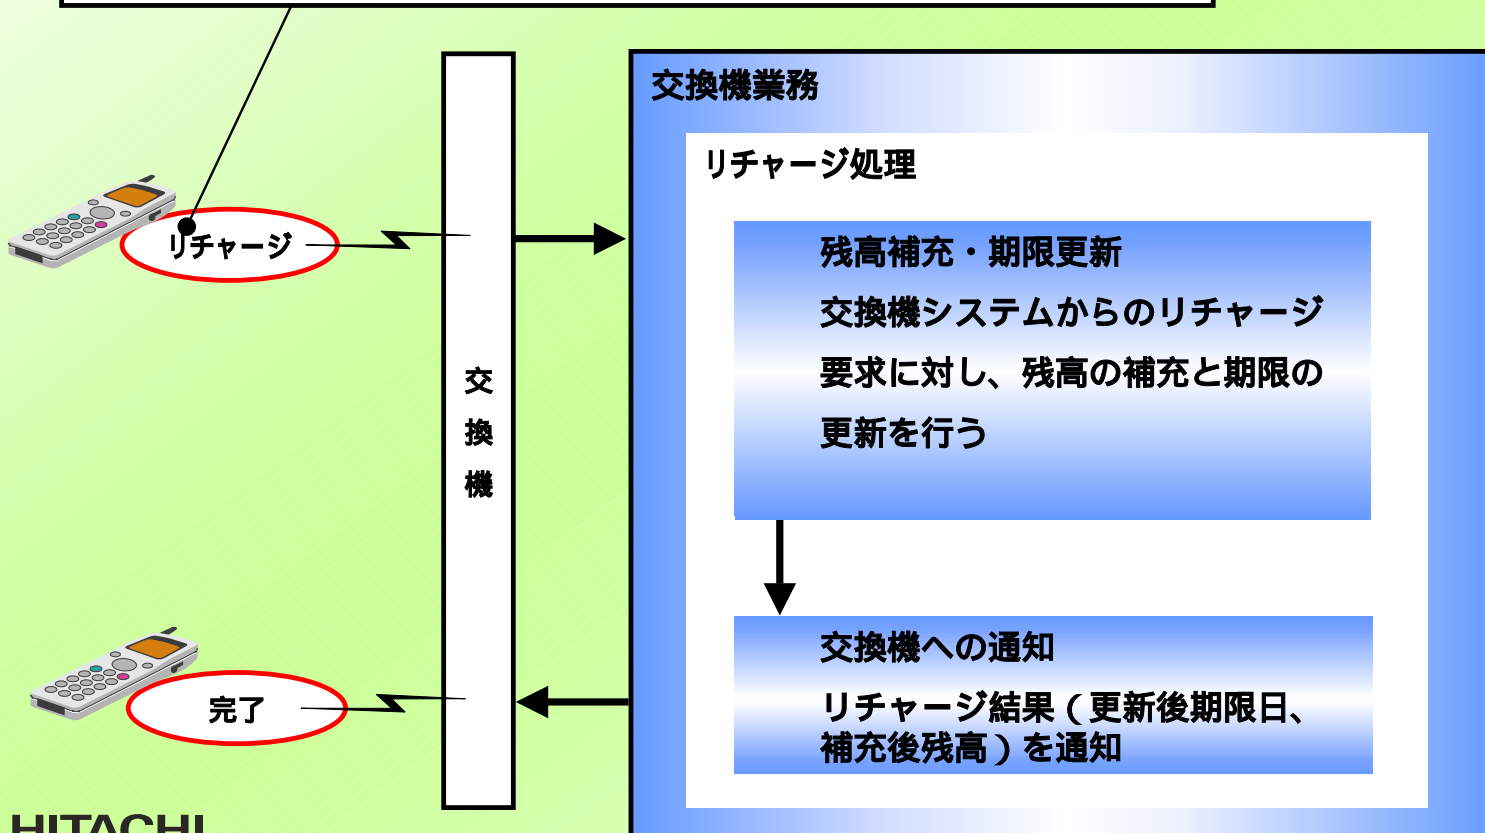 交換機業務
リチャージ処理
リチャージ
残高補充・期限更新
交換機システムからのリチャージ
要求に対し、残高の補充と期限の
更新を行う
交
換
機
交換機への通知
リチャージ結果（更新後期限日、
補充後残高）を通知
完了
HITACHI